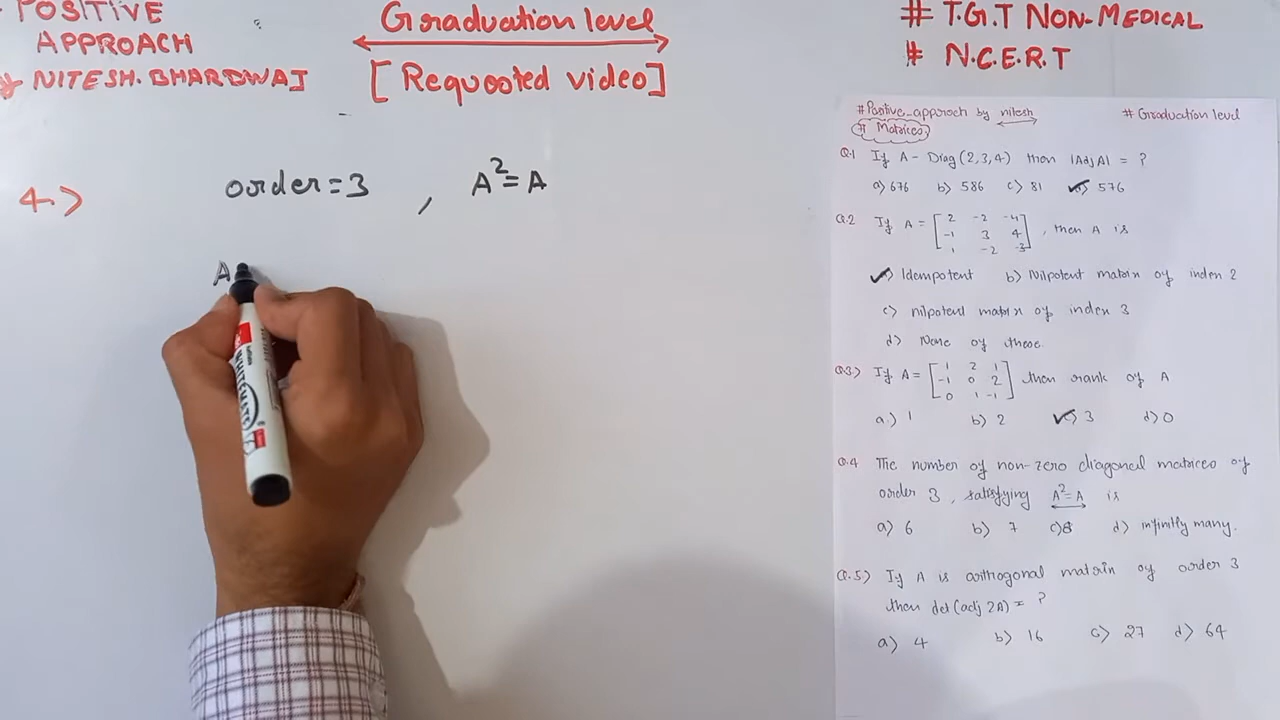 POSITIVE
APPROACH
NITESH. BHARDWAJ
Graduation level
[Requested video]
# T.G.T NON-MEDICAL
# N.C.E.R.T
4>
order=3 , A²=A
A
#Positive_approch by nitesh # Graduation level
# Matrices
Q.1 If A - Diag (2,3,4) then |AdjA| = ?
a) 676 b) 586 c) 81 d) 576
Q.2 If A = [2 -2 -4
-1 3 4
1 -2 -3] , then A is
a) Idempotent b) Nilpotent matrix of index 2
c) nilpotent matrix of index 3
d) None of these
Q.3> If A = [1 2 1
-1 0 2
0 1 -1] then rank of A
a) 1 b) 2 c) 3 d) 0
Q.4 The number of non-zero diagonal matrices of
order 3, satisfying A²=A is
a) 6 b) 7 c) 8 d) infinitly many.
Q.5.) If A is orthogonal matrix of order 3
then det (adj 2A) = ?
a) 4 b) 16 c) 27 d) 64